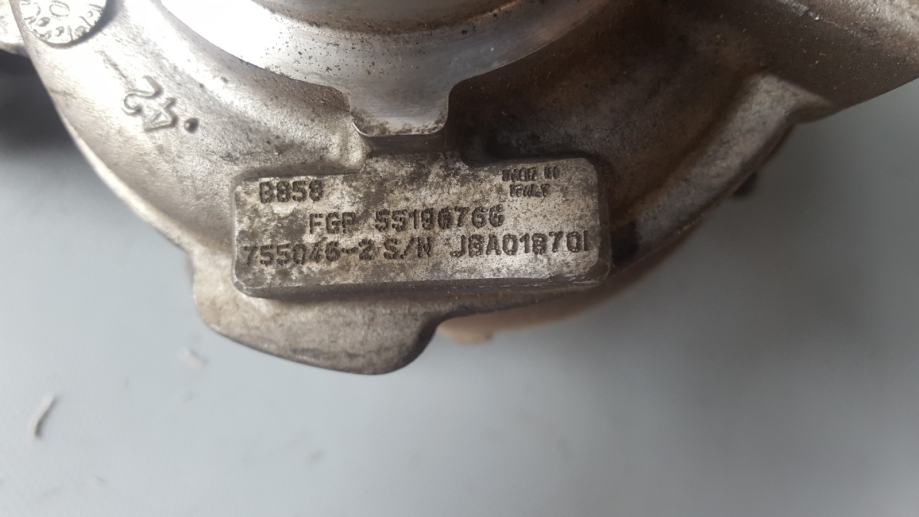 B858
MADE IN
ITALY
FGP 55196766
755046-2 S/N J8A01870I
42